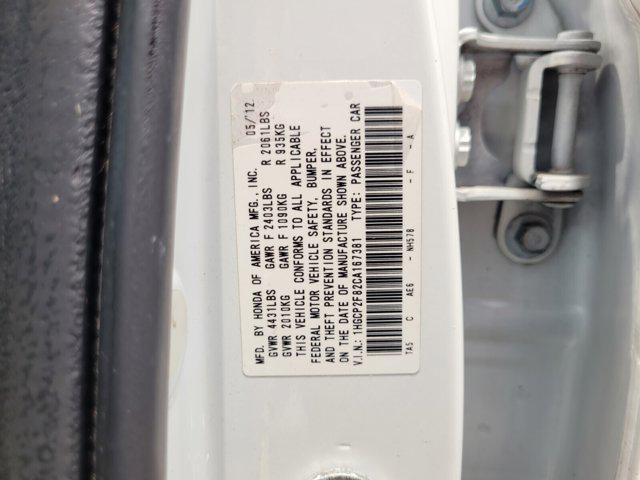 MFD. BY HONDA OF AMERICA MFG., INC. 05/12
GVWR 4431LBS GAWR F 2403LBS R 2061LBS
GVWR 2010KG GAWR F 1090KG R 935KG
THIS VEHICLE CONFORMS TO ALL APPLICABLE
FEDERAL MOTOR VEHICLE SAFETY, BUMPER,
AND THEFT PREVENTION STANDARDS IN EFFECT
ON THE DATE OF MANUFACTURE SHOWN ABOVE.
V.I.N.: 1HGCP2F82CA167381 TYPE: PASSENGER CAR
TA5 C AE6 - NH578 - F - A